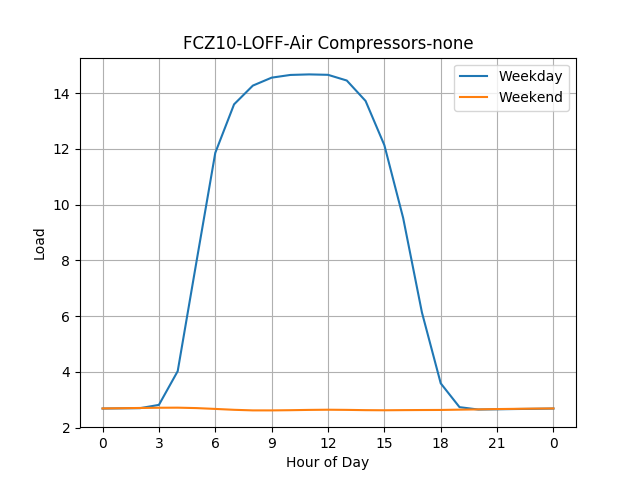 FCZ10-LOFF-Air Compressors-none
Weekday
Weekend
Load
14
12
10
8
6
4
2
0 3 6 9 12 15 18 21 0
Hour of Day